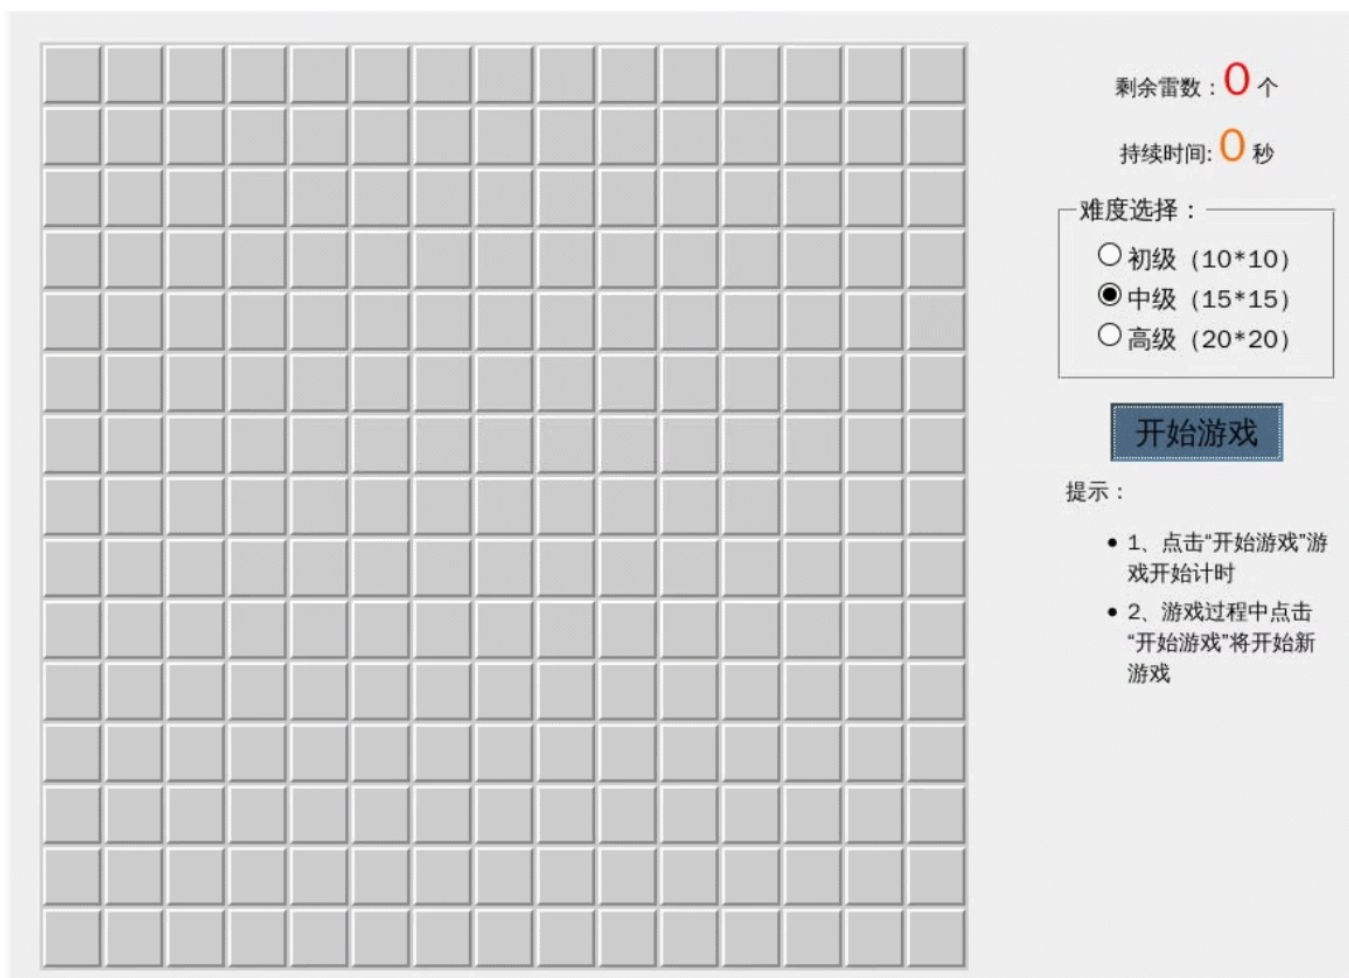 剩余雷数：0 个
持续时间: 0 秒
难度选择：
初级（10*10）
中级（15*15）
高级（20*20）
开始游戏
提示：
1、点击“开始游戏”游
戏开始计时
2、游戏过程中点击
“开始游戏”将开始新
游戏